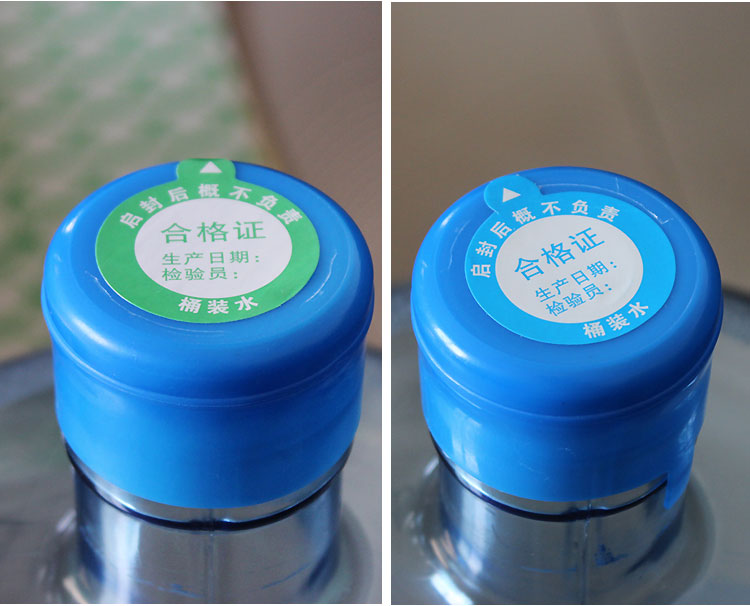 启封后概不负责
合格证
生产日期：
检验员：
桶装水
启封后概不负责
合格证
生产日期：
检验员：
桶装水